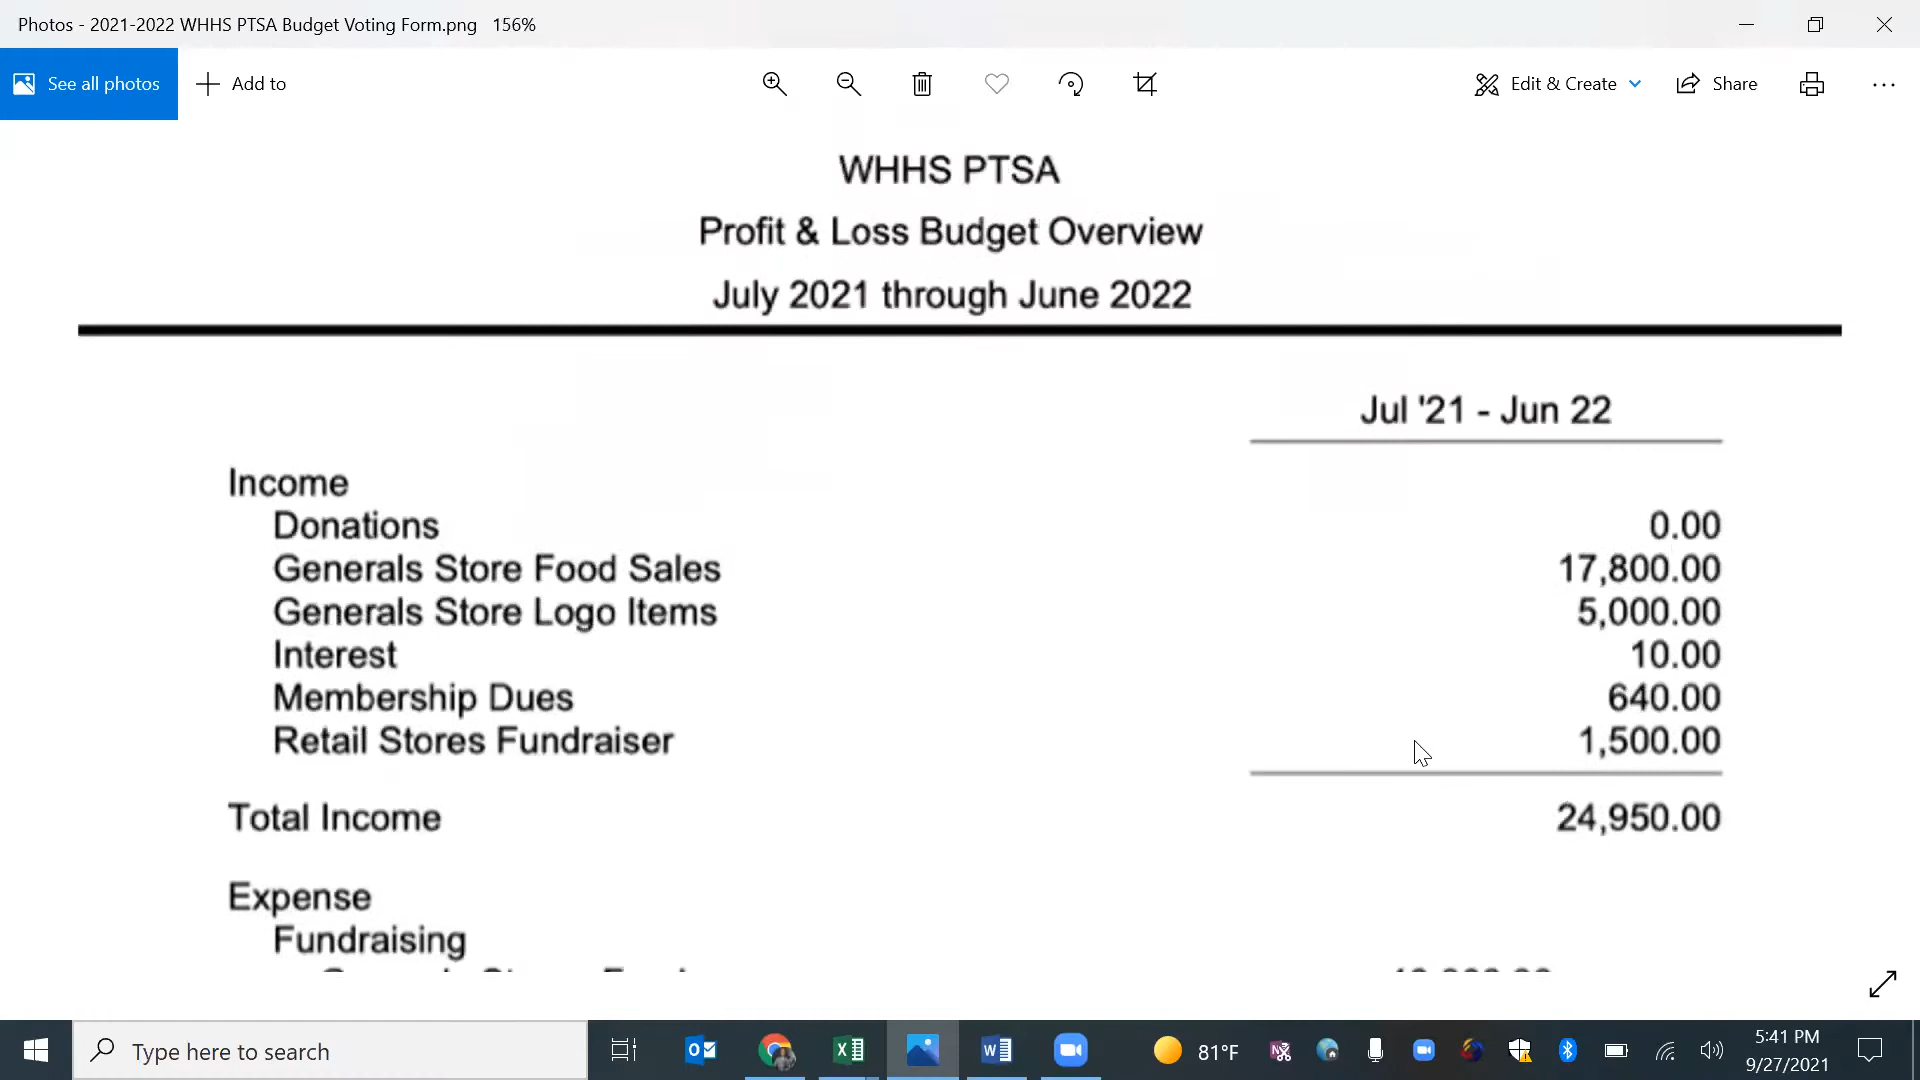 Photos - 2021-2022 WHHS PTSA Budget Voting Form.png 156%
See all photos
Add to
Edit & Create
Share
WHHS PTSA
Profit & Loss Budget Overview
July 2021 through June 2022
Jul '21 - Jun 22
Income
Donations 0.00
Generals Store Food Sales 17,800.00
Generals Store Logo Items 5,000.00
Interest 10.00
Membership Dues 640.00
Retail Stores Fundraiser 1,500.00
Total Income 24,950.00
Expense
Fundraising
Type here to search
81°F
5:41 PM
9/27/2021